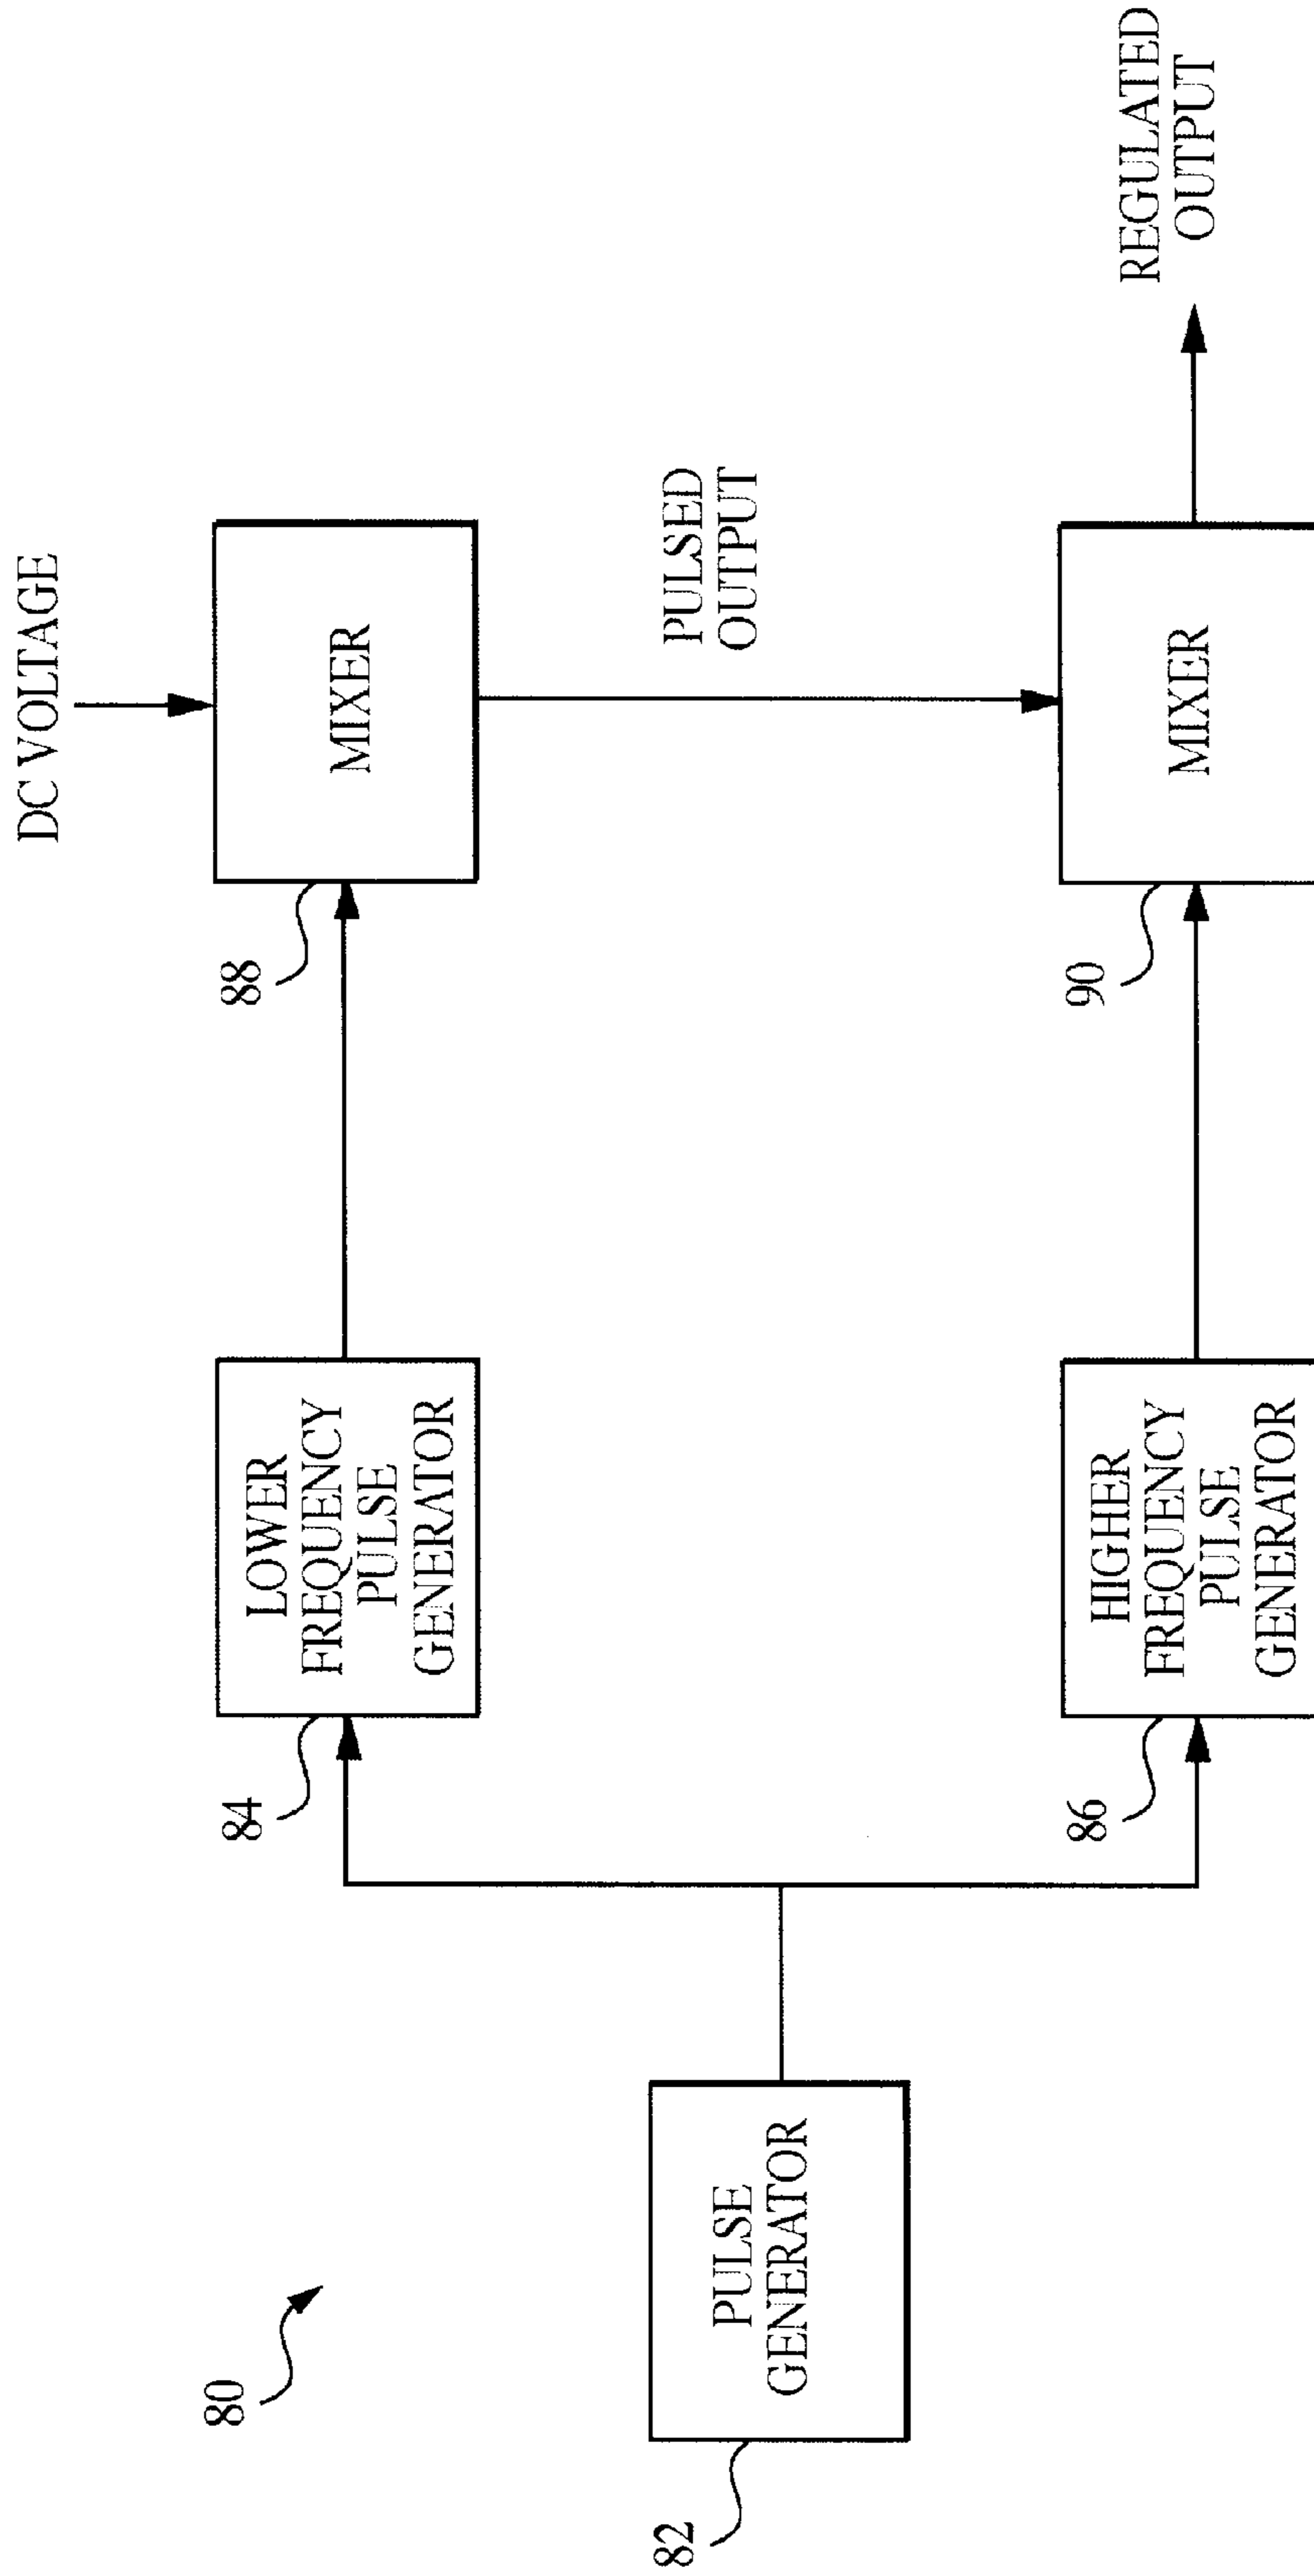 80
82
PULSE
GENERATOR
84
LOWER
FREQUENCY
PULSE
GENERATOR
86
HIGHER
FREQUENCY
PULSE
GENERATOR
88
MIXER
DC VOLTAGE
PULSED
OUTPUT
90
MIXER
REGULATED
OUTPUT